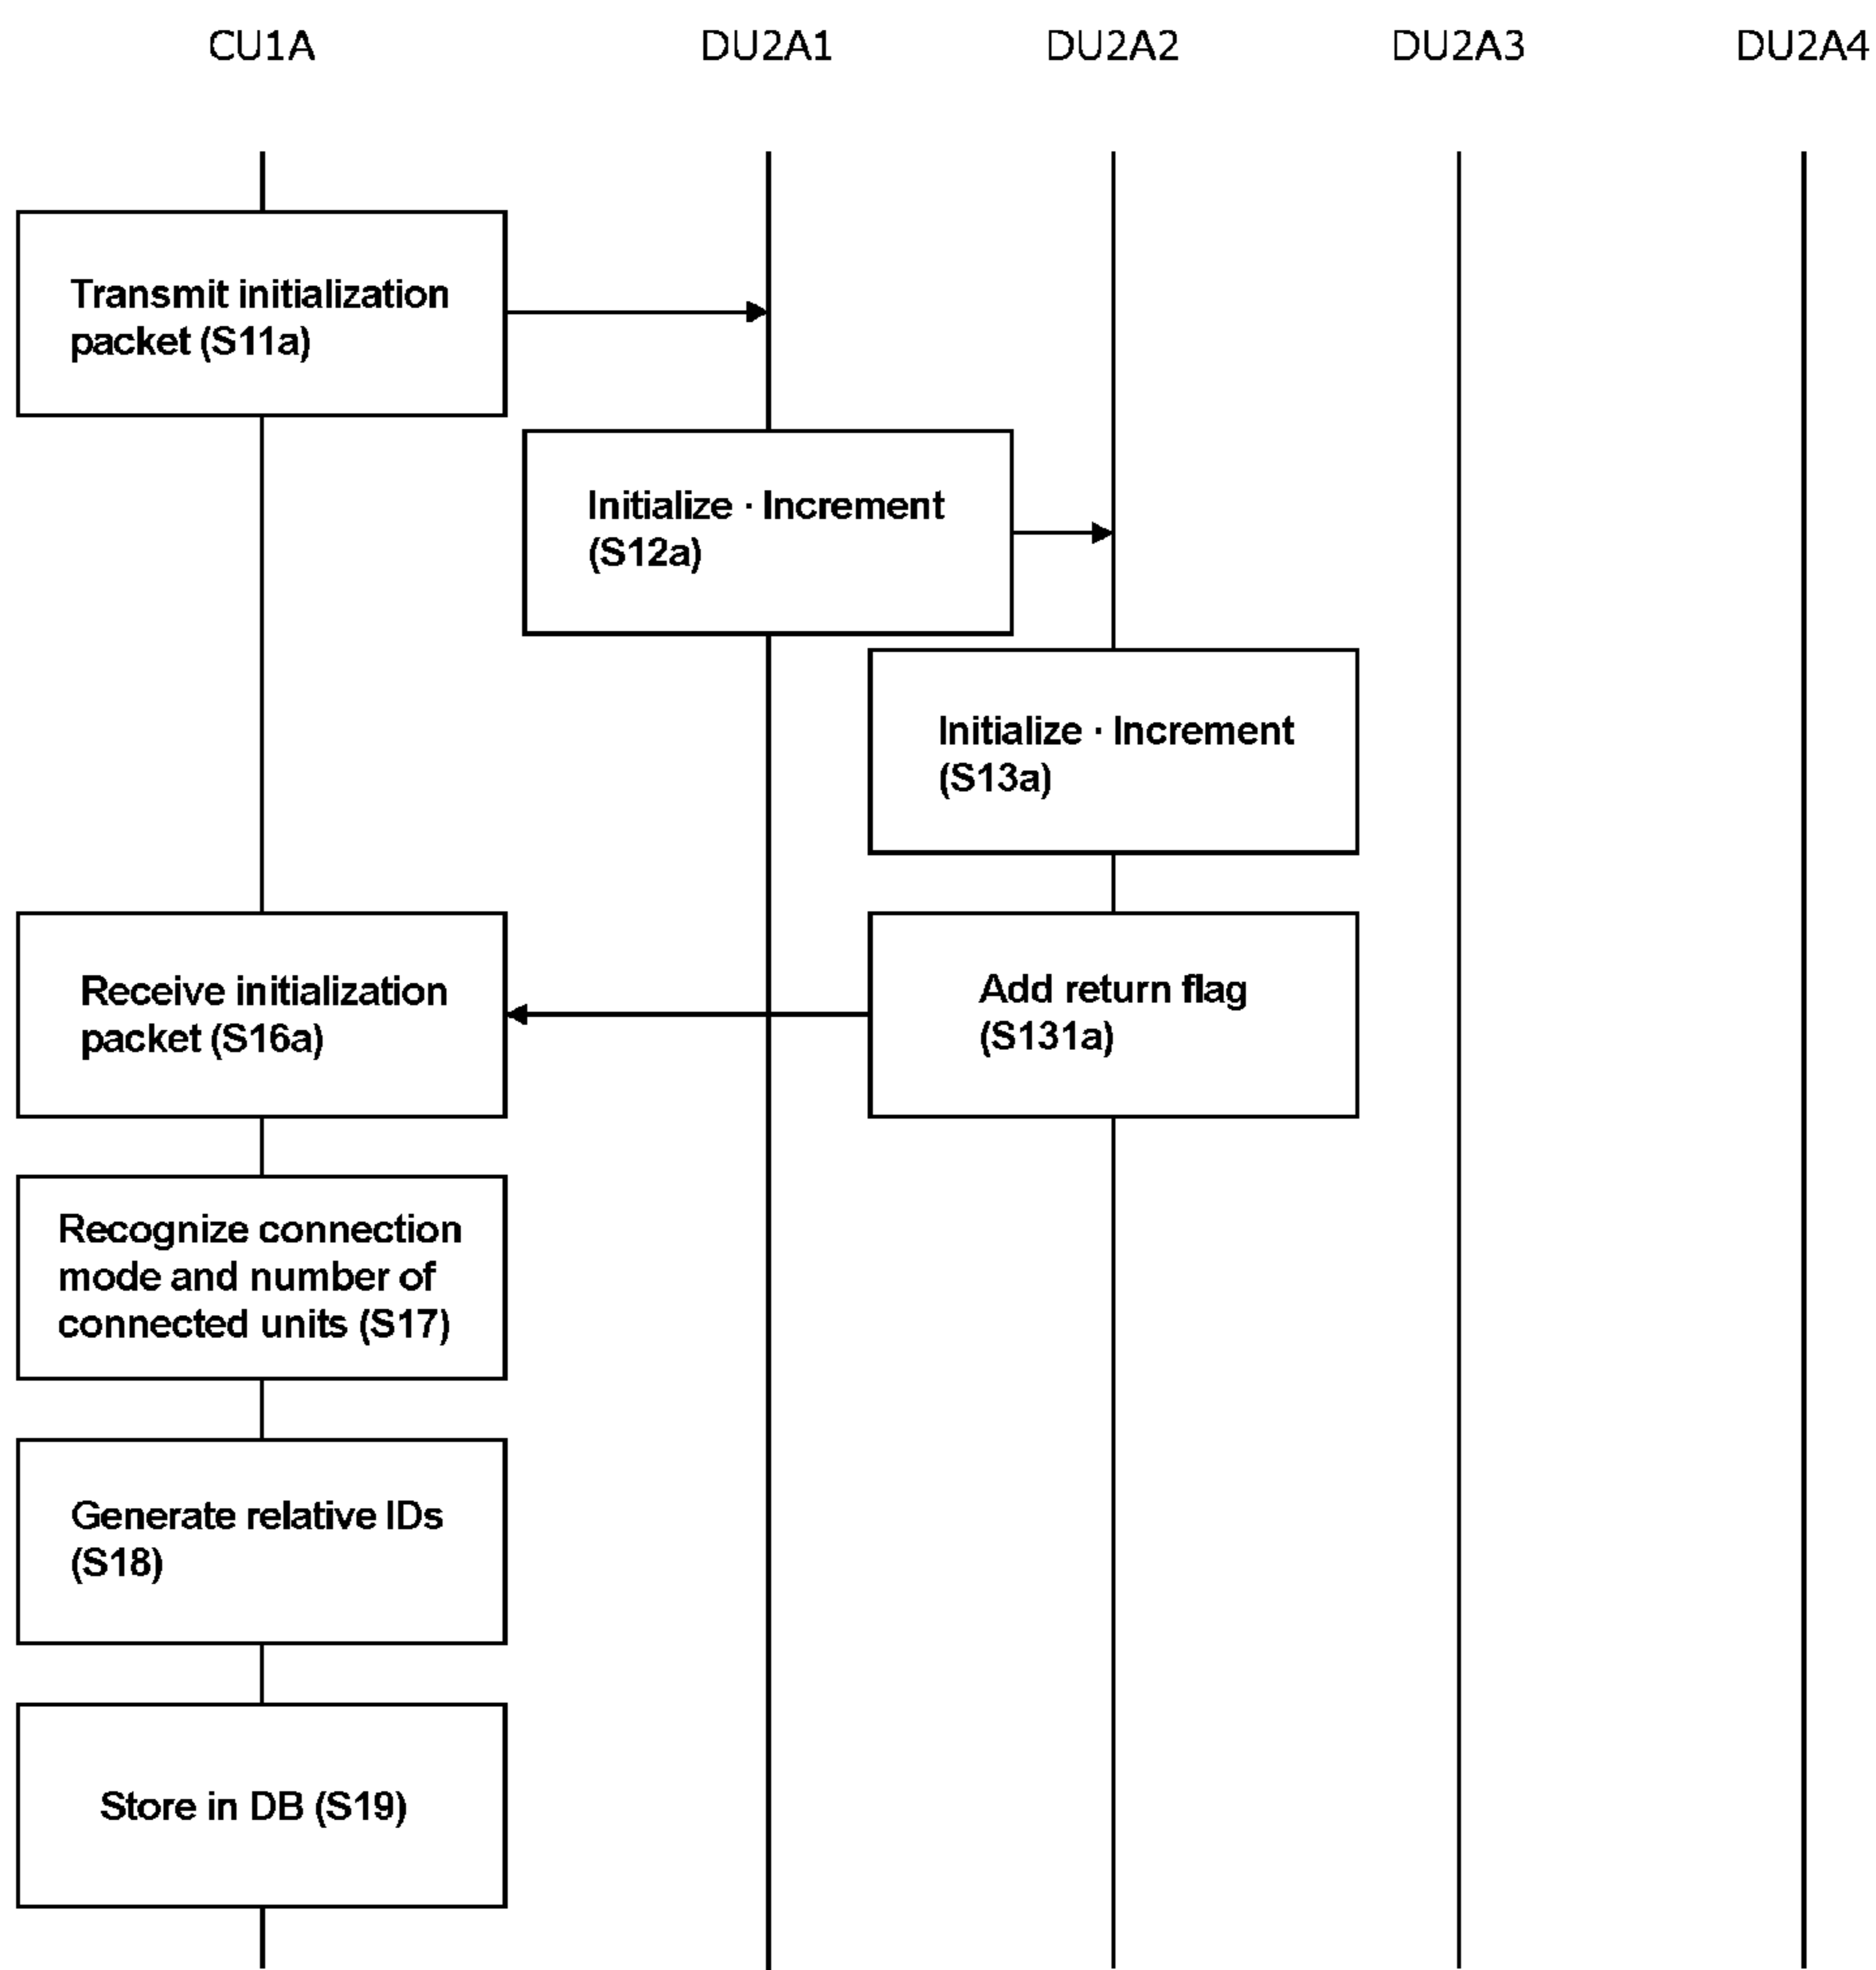 CU1A
DU2A1
DU2A2
DU2A3
DU2A4
Transmit initialization
packet (S11a)
Initialize · Increment
(S12a)
Initialize · Increment
(S13a)
Receive initialization
packet (S16a)
Add return flag
(S131a)
Recognize connection
mode and number of
connected units (S17)
Generate relative IDs
(S18)
Store in DB (S19)